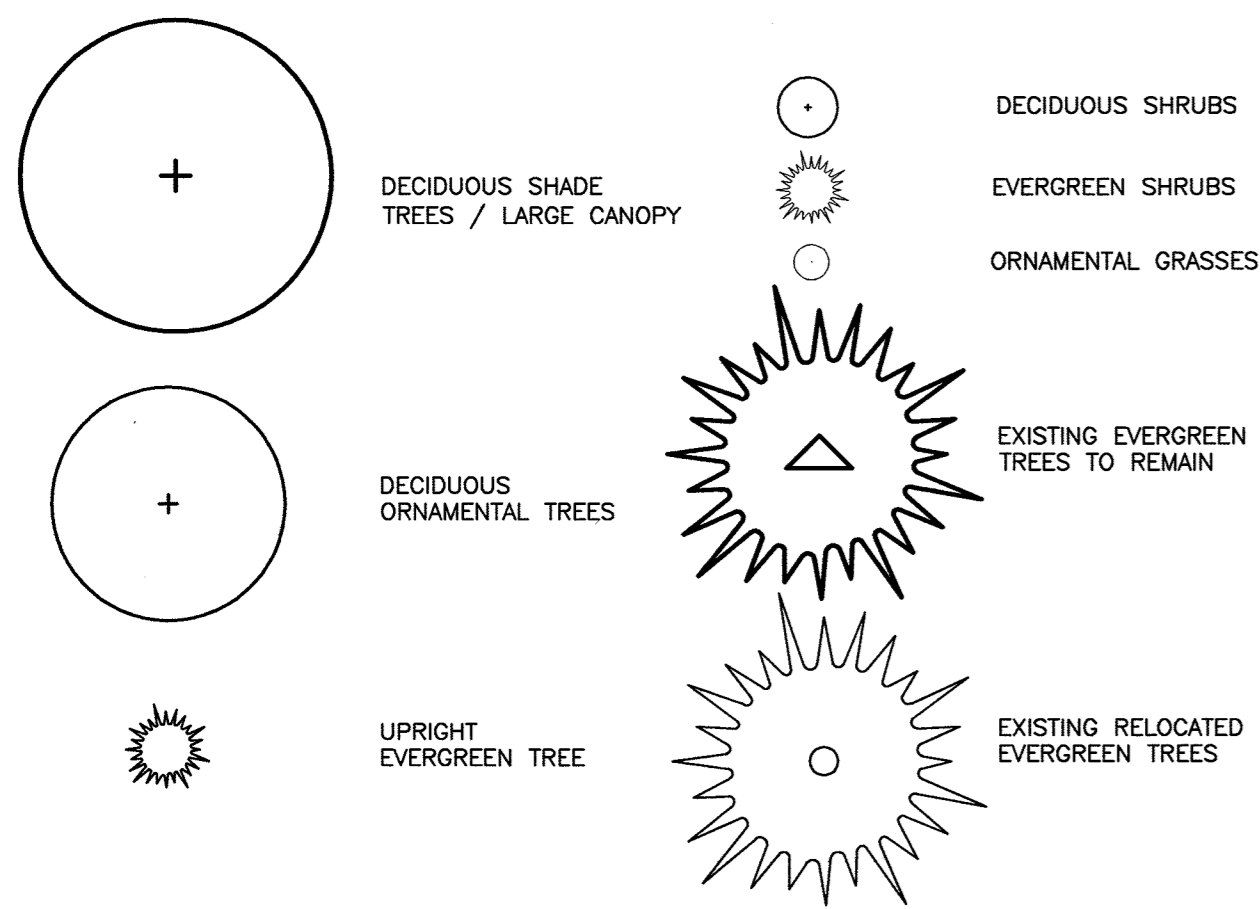 DECIDUOUS SHADE
TREES / LARGE CANOPY
DECIDUOUS
ORNAMENTAL TREES
UPRIGHT
EVERGREEN TREE
DECIDUOUS SHRUBS
EVERGREEN SHRUBS
ORNAMENTAL GRASSES
EXISTING EVERGREEN
TREES TO REMAIN
EXISTING RELOCATED
EVERGREEN TREES